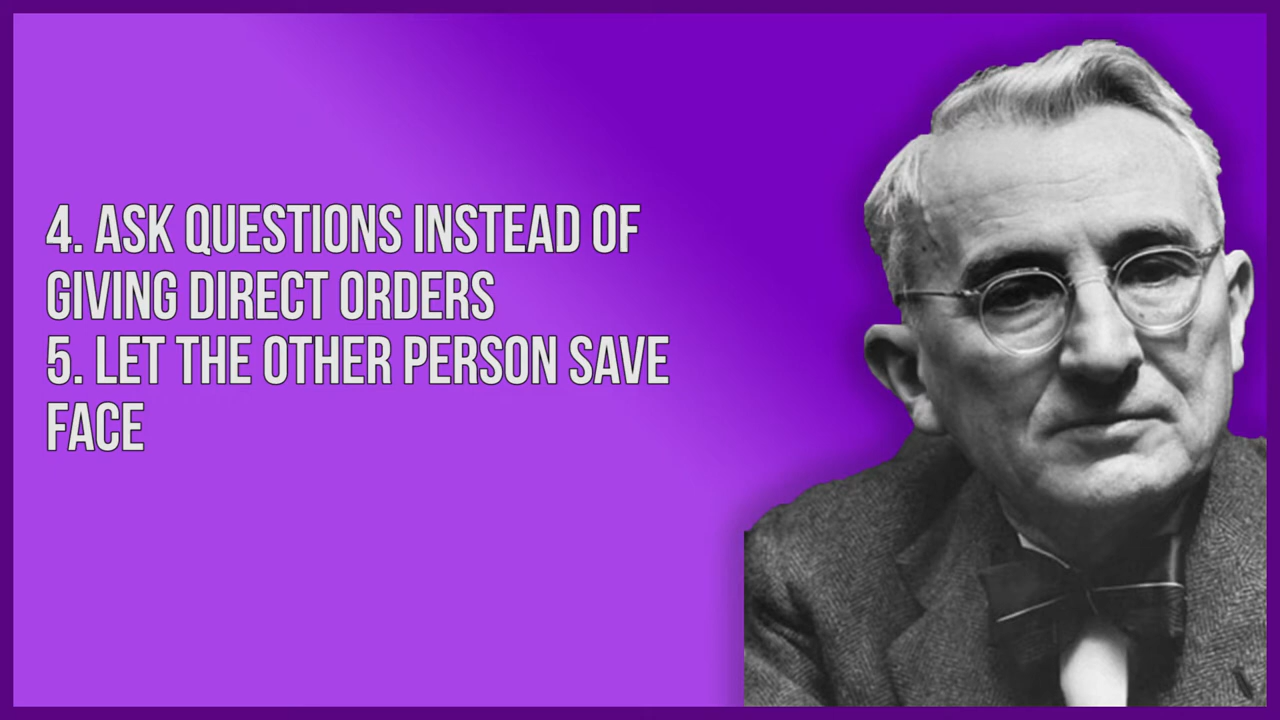 4. ASK QUESTIONS INSTEAD OF
GIVING DIRECT ORDERS
5. LET THE OTHER PERSON SAVE
FACE